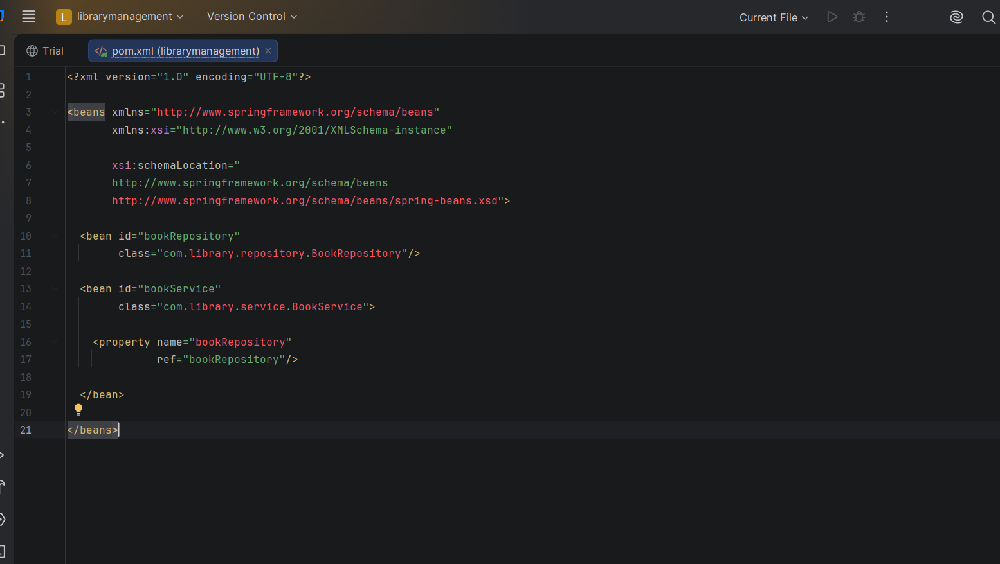 L librarymanagement Version Control Current File
Trial pom.xml (librarymanagement)
1 <?xml version="1.0" encoding="UTF-8"?>
2
3 <beans xmlns="http://www.springframework.org/schema/beans"
4 xmlns:xsi="http://www.w3.org/2001/XMLSchema-instance"
5
6 xsi:schemaLocation="
7 http://www.springframework.org/schema/beans
8 http://www.springframework.org/schema/beans/spring-beans.xsd">
9
10 <bean id="bookRepository"
11 class="com.library.repository.BookRepository"/>
12
13 <bean id="bookService"
14 class="com.library.service.BookService">
15
16 <property name="bookRepository"
17 ref="bookRepository"/>
18
19 </bean>
20
21 </beans>